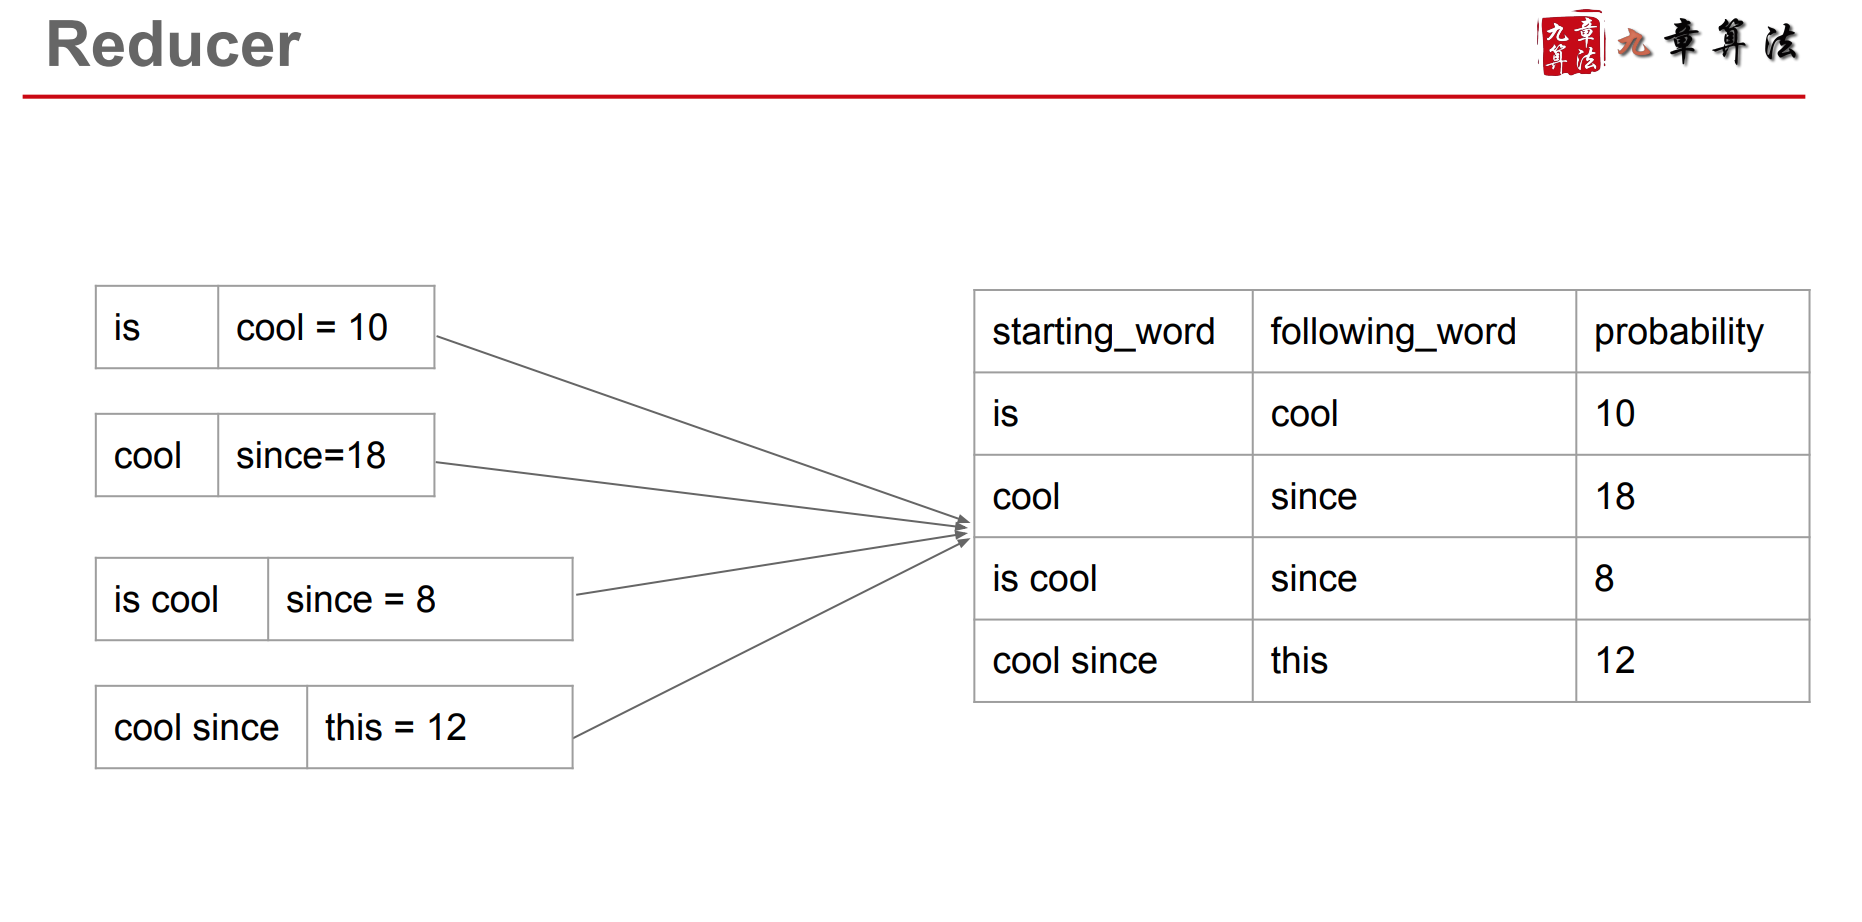 Reducer
九章算法
九章算法
is cool = 10
cool since=18
is cool since = 8
cool since this = 12
starting_word following_word probability
is cool 10
cool since 18
is cool since 8
cool since this 12